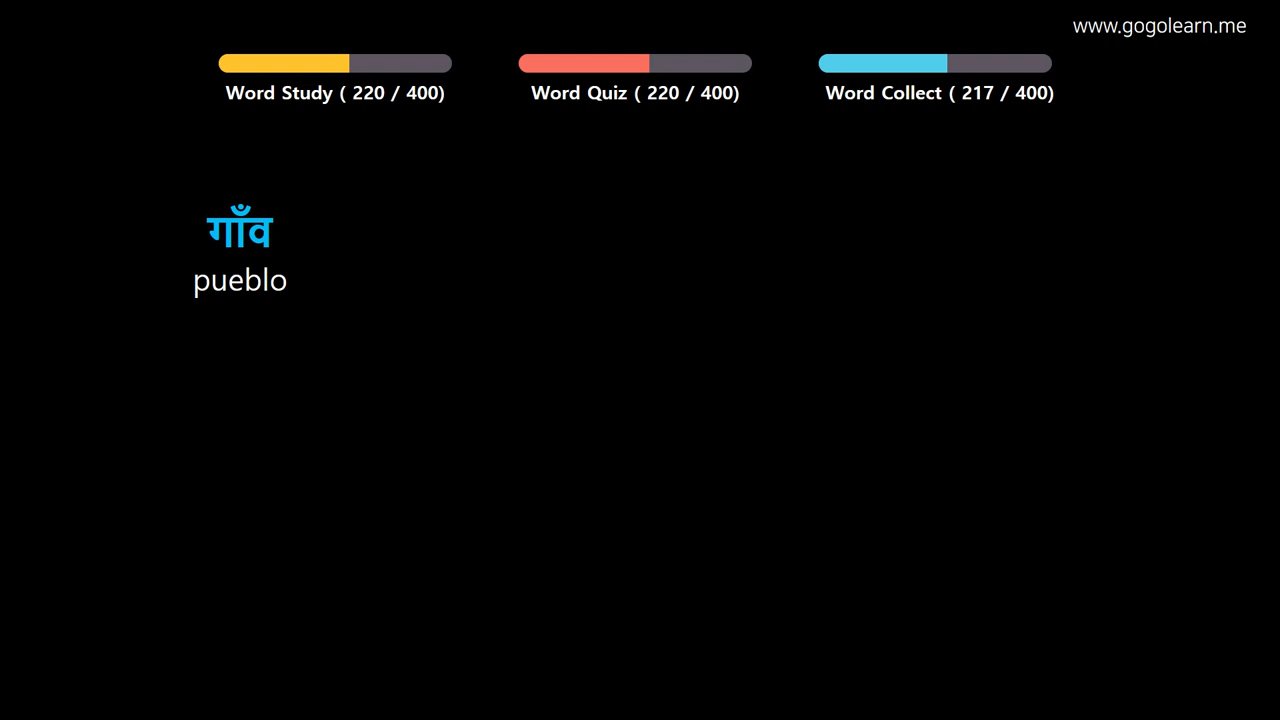 www.gogolearn.me
Word Study ( 220 / 400)
Word Quiz ( 220 / 400)
Word Collect ( 217 / 400)
गाँव
pueblo